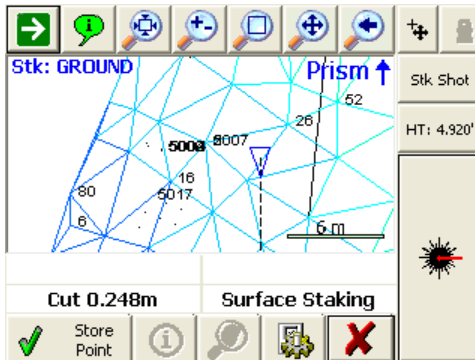 Stk: GROUND
Prism
Stk Shot
52
26
HT: 4.920'
5007
16
80
5017
6
6 m
Cut 0.248m
Surface Staking
Store
Point